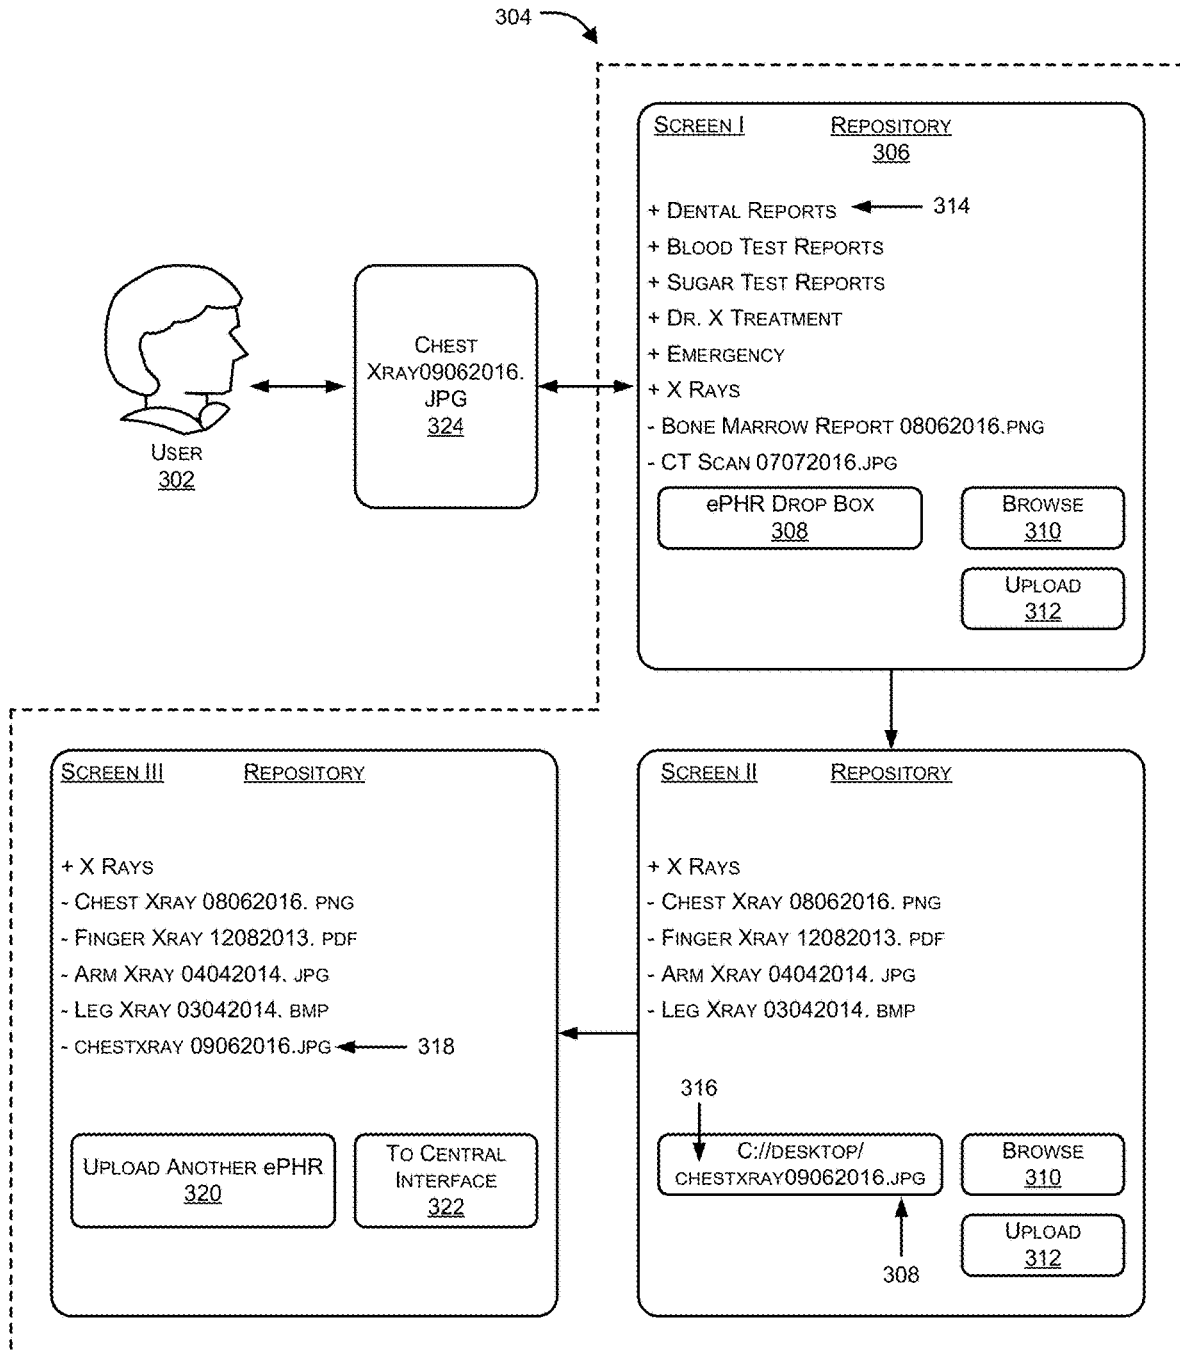 304
SCREEN I REPOSITORY
306
+ DENTAL REPORTS 314
+ BLOOD TEST REPORTS
+ SUGAR TEST REPORTS
+ DR. X TREATMENT
+ EMERGENCY
+ X RAYS
- BONE MARROW REPORT 08062016.PNG
- CT SCAN 07072016.JPG
ePHR DROP BOX
308
BROWSE
310
UPLOAD
312
CHEST
XRAY09062016.
JPG
324
USER
302
SCREEN III REPOSITORY
+ X RAYS
- CHEST XRAY 08062016. PNG
- FINGER XRAY 12082013. PDF
- ARM XRAY 04042014. JPG
- LEG XRAY 03042014. BMP
- CHESTXRAY 09062016.JPG 318
UPLOAD ANOTHER ePHR
320
TO CENTRAL
INTERFACE
322
SCREEN II REPOSITORY
+ X RAYS
- CHEST XRAY 08062016. PNG
- FINGER XRAY 12082013. PDF
- ARM XRAY 04042014. JPG
- LEG XRAY 03042014. BMP
316
C://DESKTOP/
CHESTXRAY09062016.JPG
308
BROWSE
310
UPLOAD
312